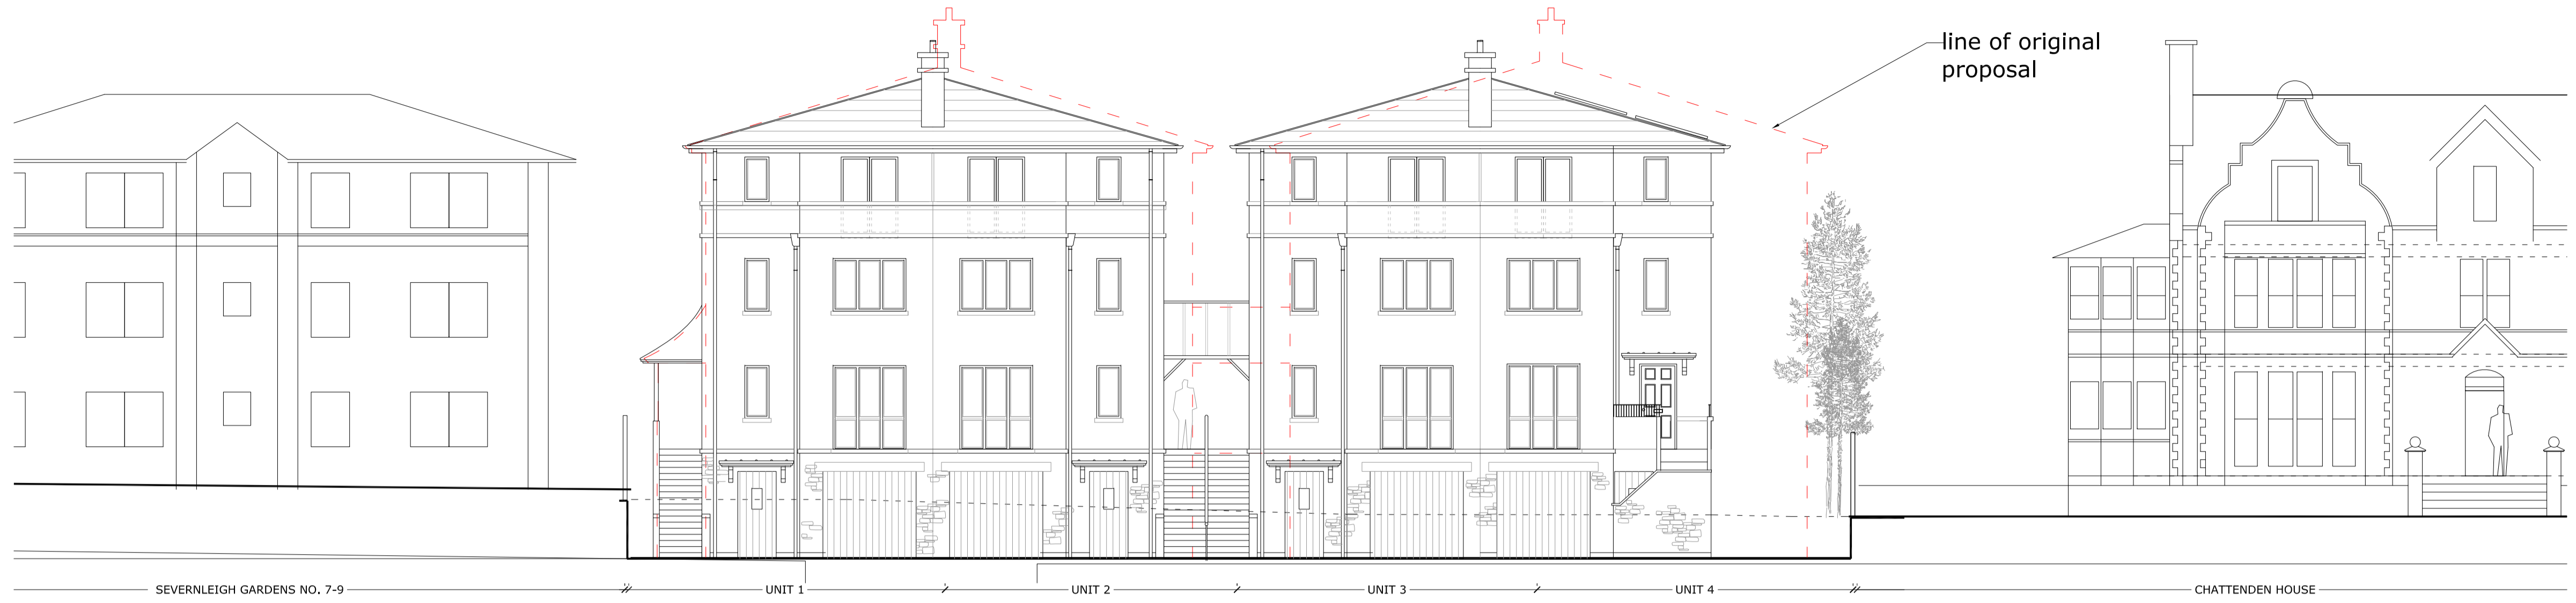 line of original
proposal
SEVERNLEIGH GARDENS NO. 7-9
UNIT 1
UNIT 2
UNIT 3
UNIT 4
CHATTENDEN HOUSE